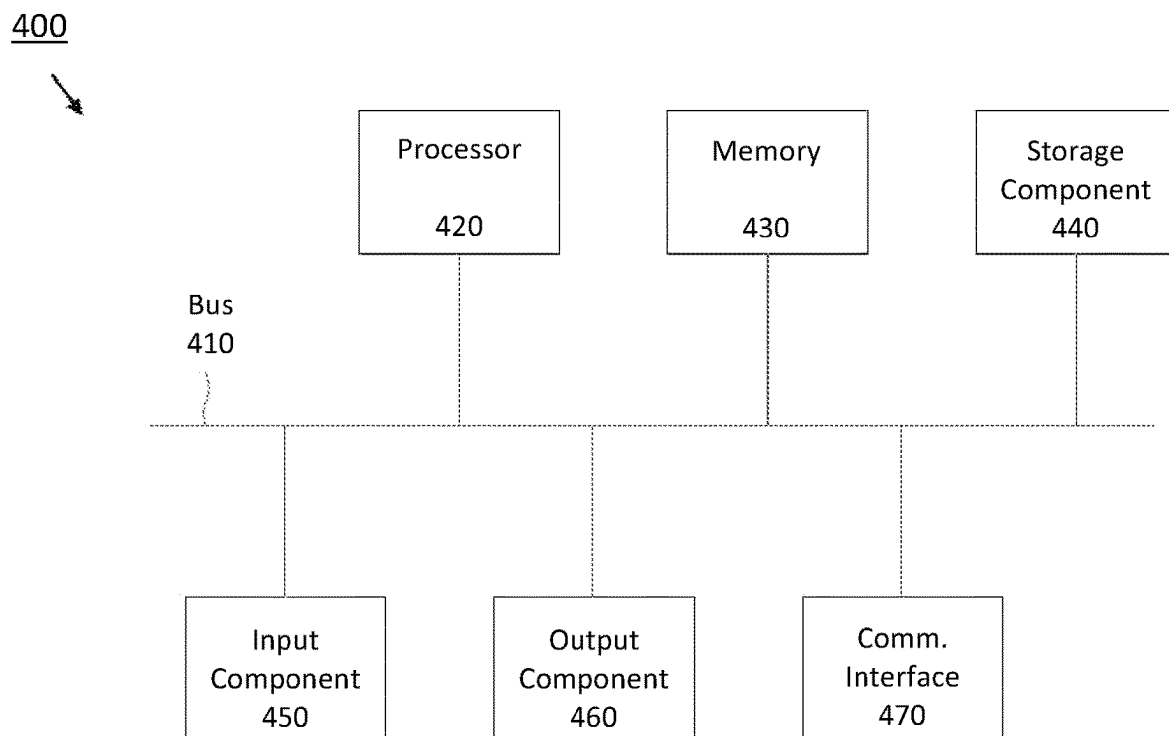 400
Processor
420
Memory
430
Storage
Component
440
Bus
410
Input
Component
450
Output
Component
460
Comm.
Interface
470